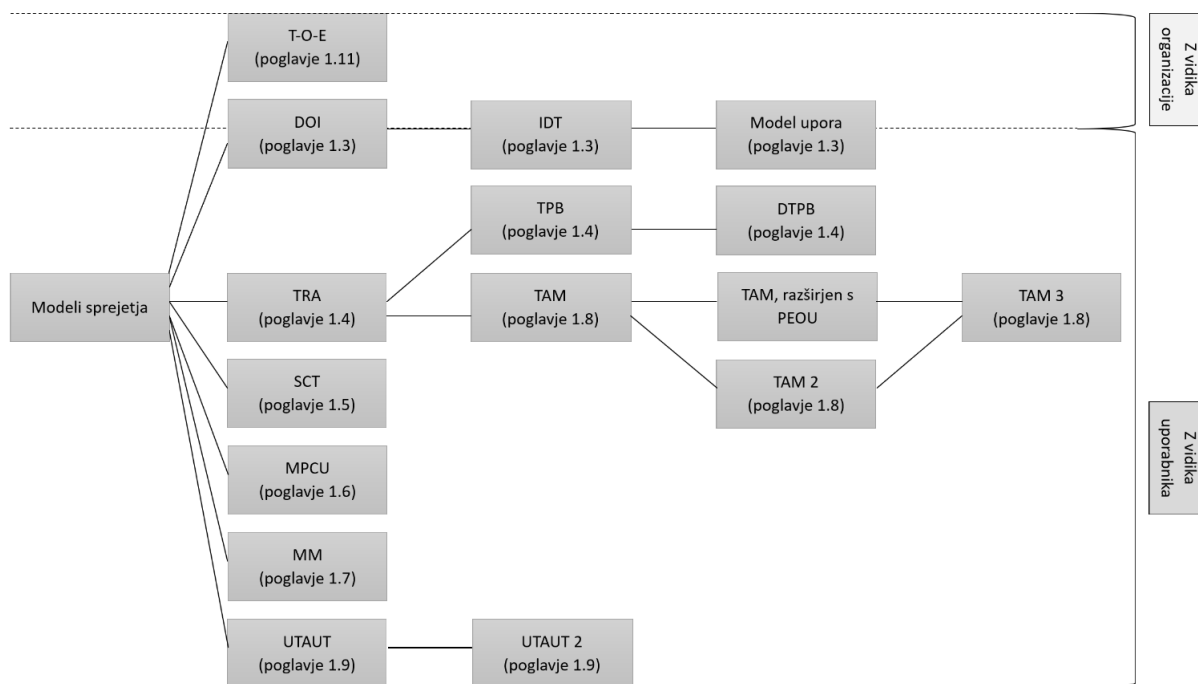 T-O-E
(poglavje 1.11)
Z vidika
organizacije
DOI
(poglavje 1.3)
IDT
(poglavje 1.3)
Model upora
(poglavje 1.3)
TPB
(poglavje 1.4)
DTPB
(poglavje 1.4)
Modeli sprejetja
TRA
(poglavje 1.4)
TAM
(poglavje 1.8)
TAM, razširjen s
PEOU
TAM 3
(poglavje 1.8)
SCT
(poglavje 1.5)
TAM 2
(poglavje 1.8)
Z vidika
uporabnika
MPCU
(poglavje 1.6)
MM
(poglavje 1.7)
UTAUT
(poglavje 1.9)
UTAUT 2
(poglavje 1.9)